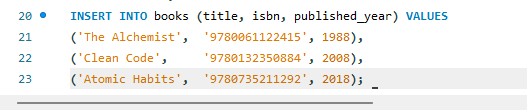 20 INSERT INTO books (title, isbn, published_year) VALUES
21 ('The Alchemist', '9780061122415', 1988),
22 ('Clean Code', '9780132350884', 2008),
23 ('Atomic Habits', '9780735211292', 2018);